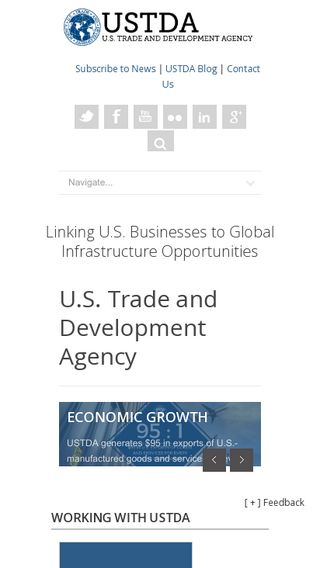 USTDA
U.S. TRADE AND DEVELOPMENT AGENCY
Subscribe to News | USTDA Blog | Contact
Us
You
Navigate...
Linking U.S. Businesses to Global
Infrastructure Opportunities
U.S. Trade and
Development
Agency
ECONOMIC GROWTH
95 : 1
USTDA generates $95 in exports of U.S.-
manufactured goods and service
[ + ] Feedback
WORKING WITH USTDA